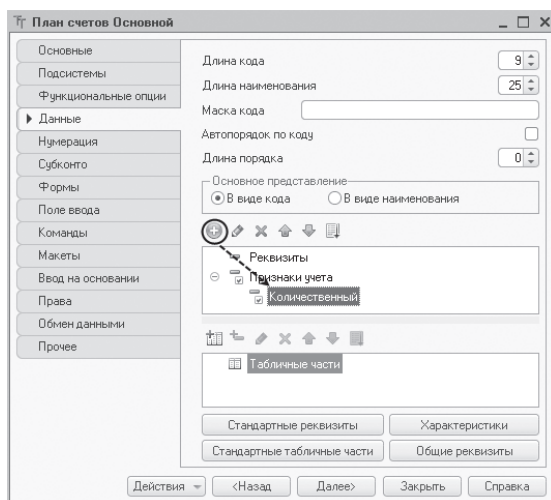 План счетов Основной
Основные
Подсистемы
Функциональные опции
Данные
Нумерация
Субконто
Формы
Поле ввода
Команды
Макеты
Ввод на основании
Права
Обмен данными
Прочее
Длина кода 9
Длина наименования 25
Маска кода
Автопорядок по коду
Длина порядка 0
Основное представление
В виде кода В виде наименования
Реквизиты
Признаки учета
Количественный
Табличные части
Стандартные реквизиты Характеристики
Стандартные табличные части Общие реквизиты
Действия <Назад Далее> Закрыть Справка